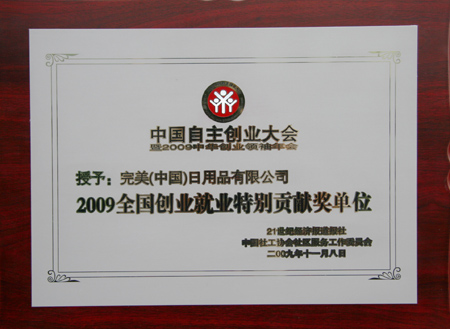 中国自主创业大会
暨2009中华创业领袖年会
授予：完美(中国)日用品有限公司
2009全国创业就业特别贡献奖单位
21世纪经济报道报社
中国社工协会社区服务工作委员会
二00九年十一月八日